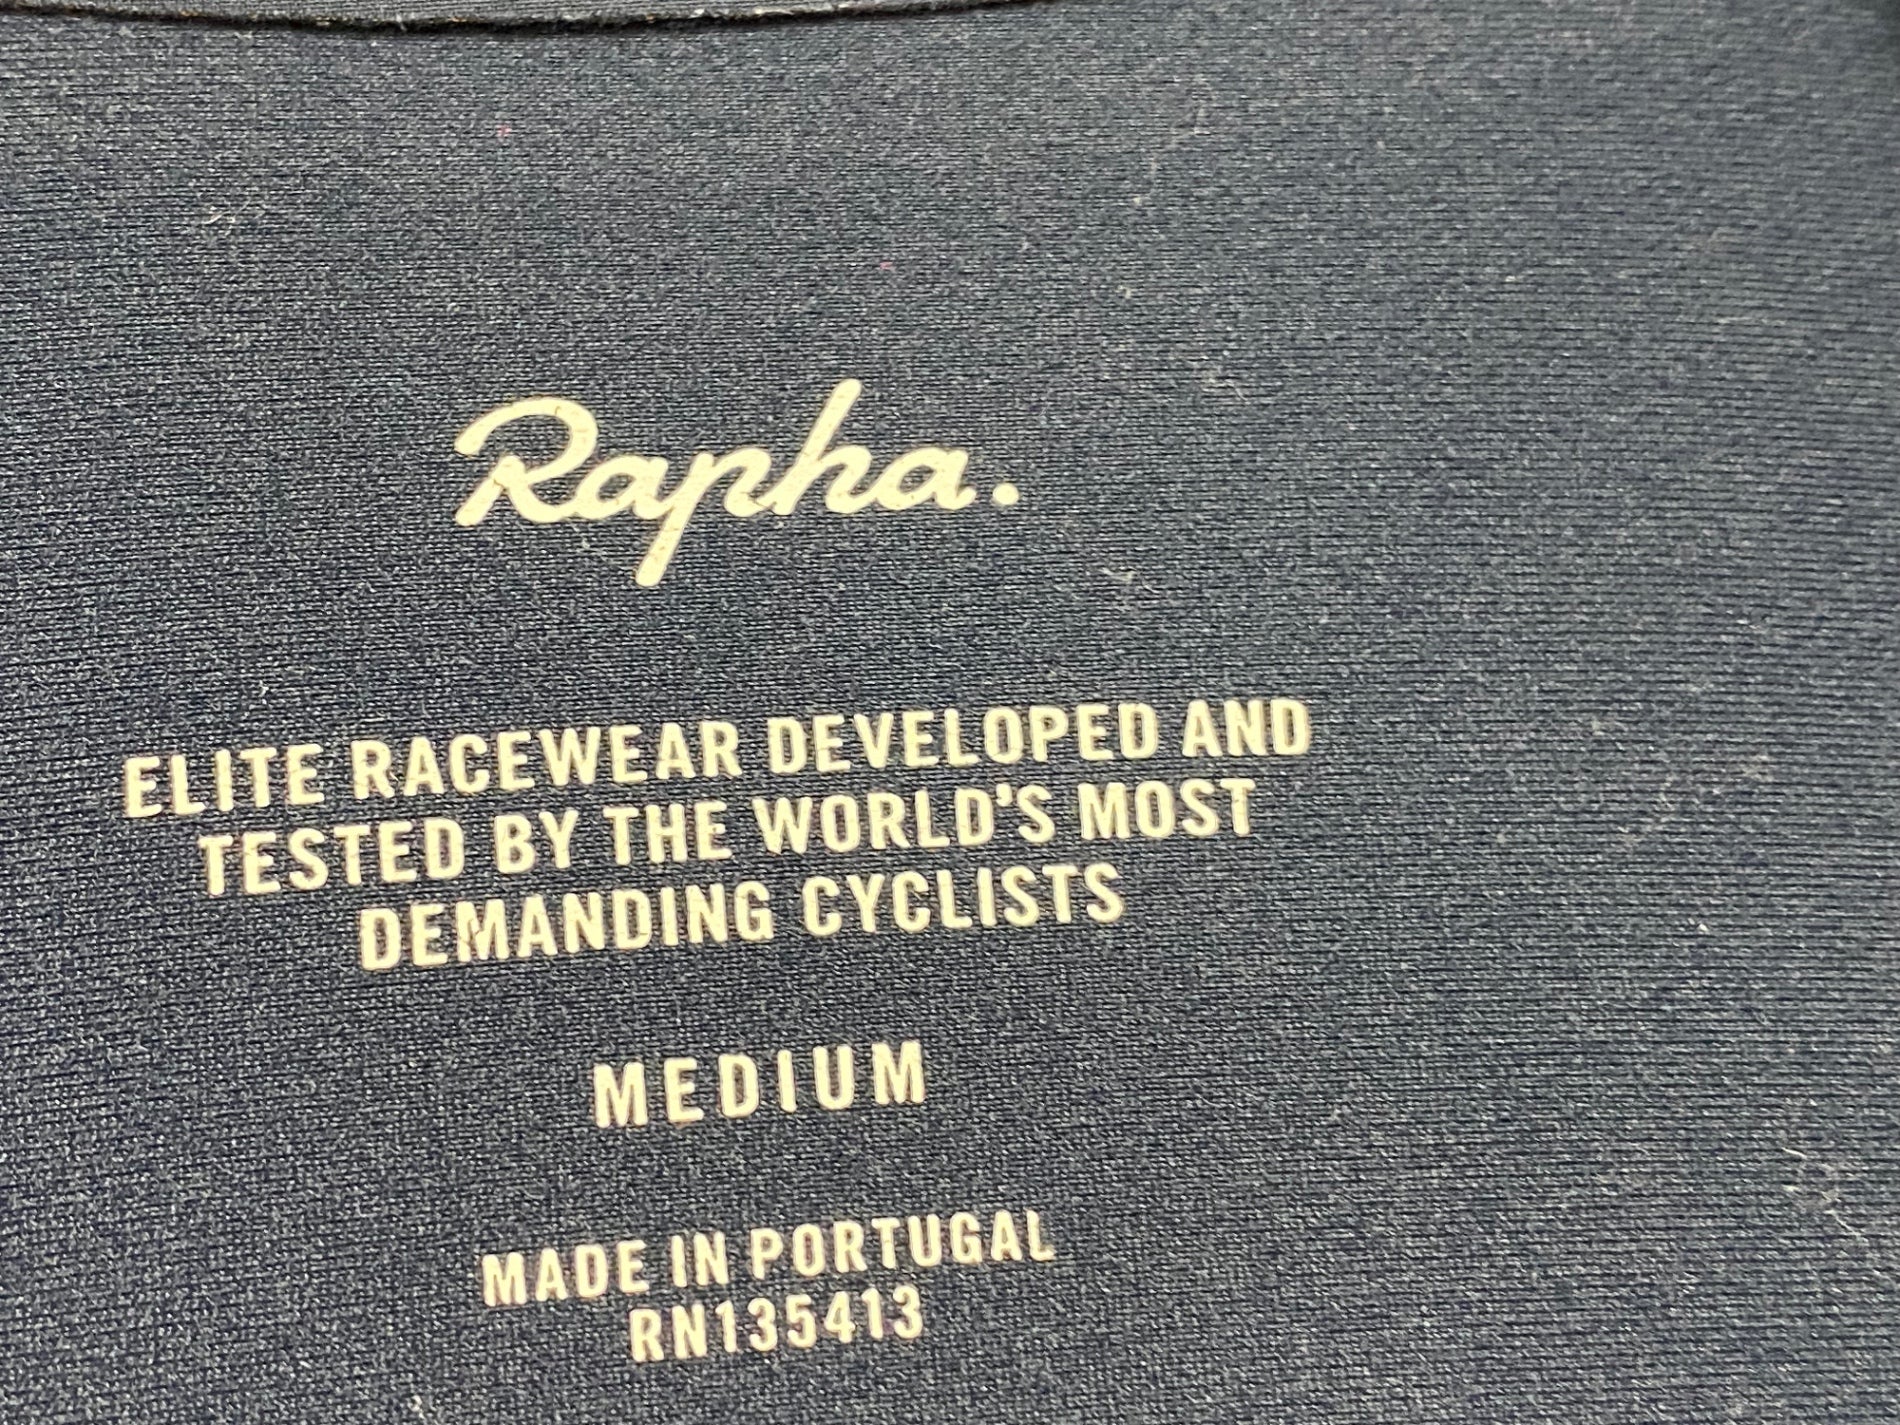 Rapha.
ELITE RACEWEAR DEVELOPED AND
TESTED BY THE WORLD'S MOST
DEMANDING CYCLISTS
MEDIUM
MADE IN PORTUGAL
RN135413